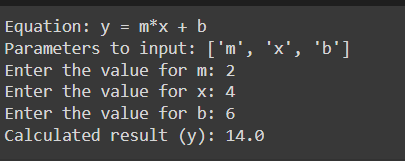 Equation: y = m*x + b
Parameters to input: ['m', 'x', 'b']
Enter the value for m: 2
Enter the value for x: 4
Enter the value for b: 6
Calculated result (y): 14.0